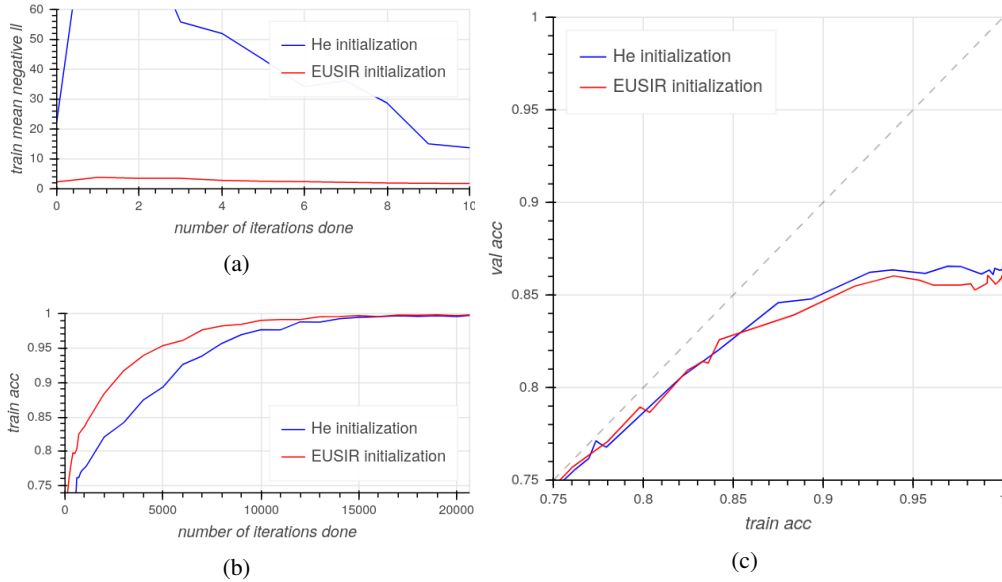 60
50
40
30
20
10
0
train mean negative ll
He initialization
EUSIR initialization
0
2
4
6
8
10
number of iterations done
(a)
1
0.95
0.9
0.85
0.8
0.75
train acc
He initialization
EUSIR initialization
0
5000
10000
15000
20000
number of iterations done
(b)
0.95
0.9
0.85
0.8
0.75
val acc
He initialization
EUSIR initialization
0.75
0.8
0.85
0.9
0.95
train acc
(c)